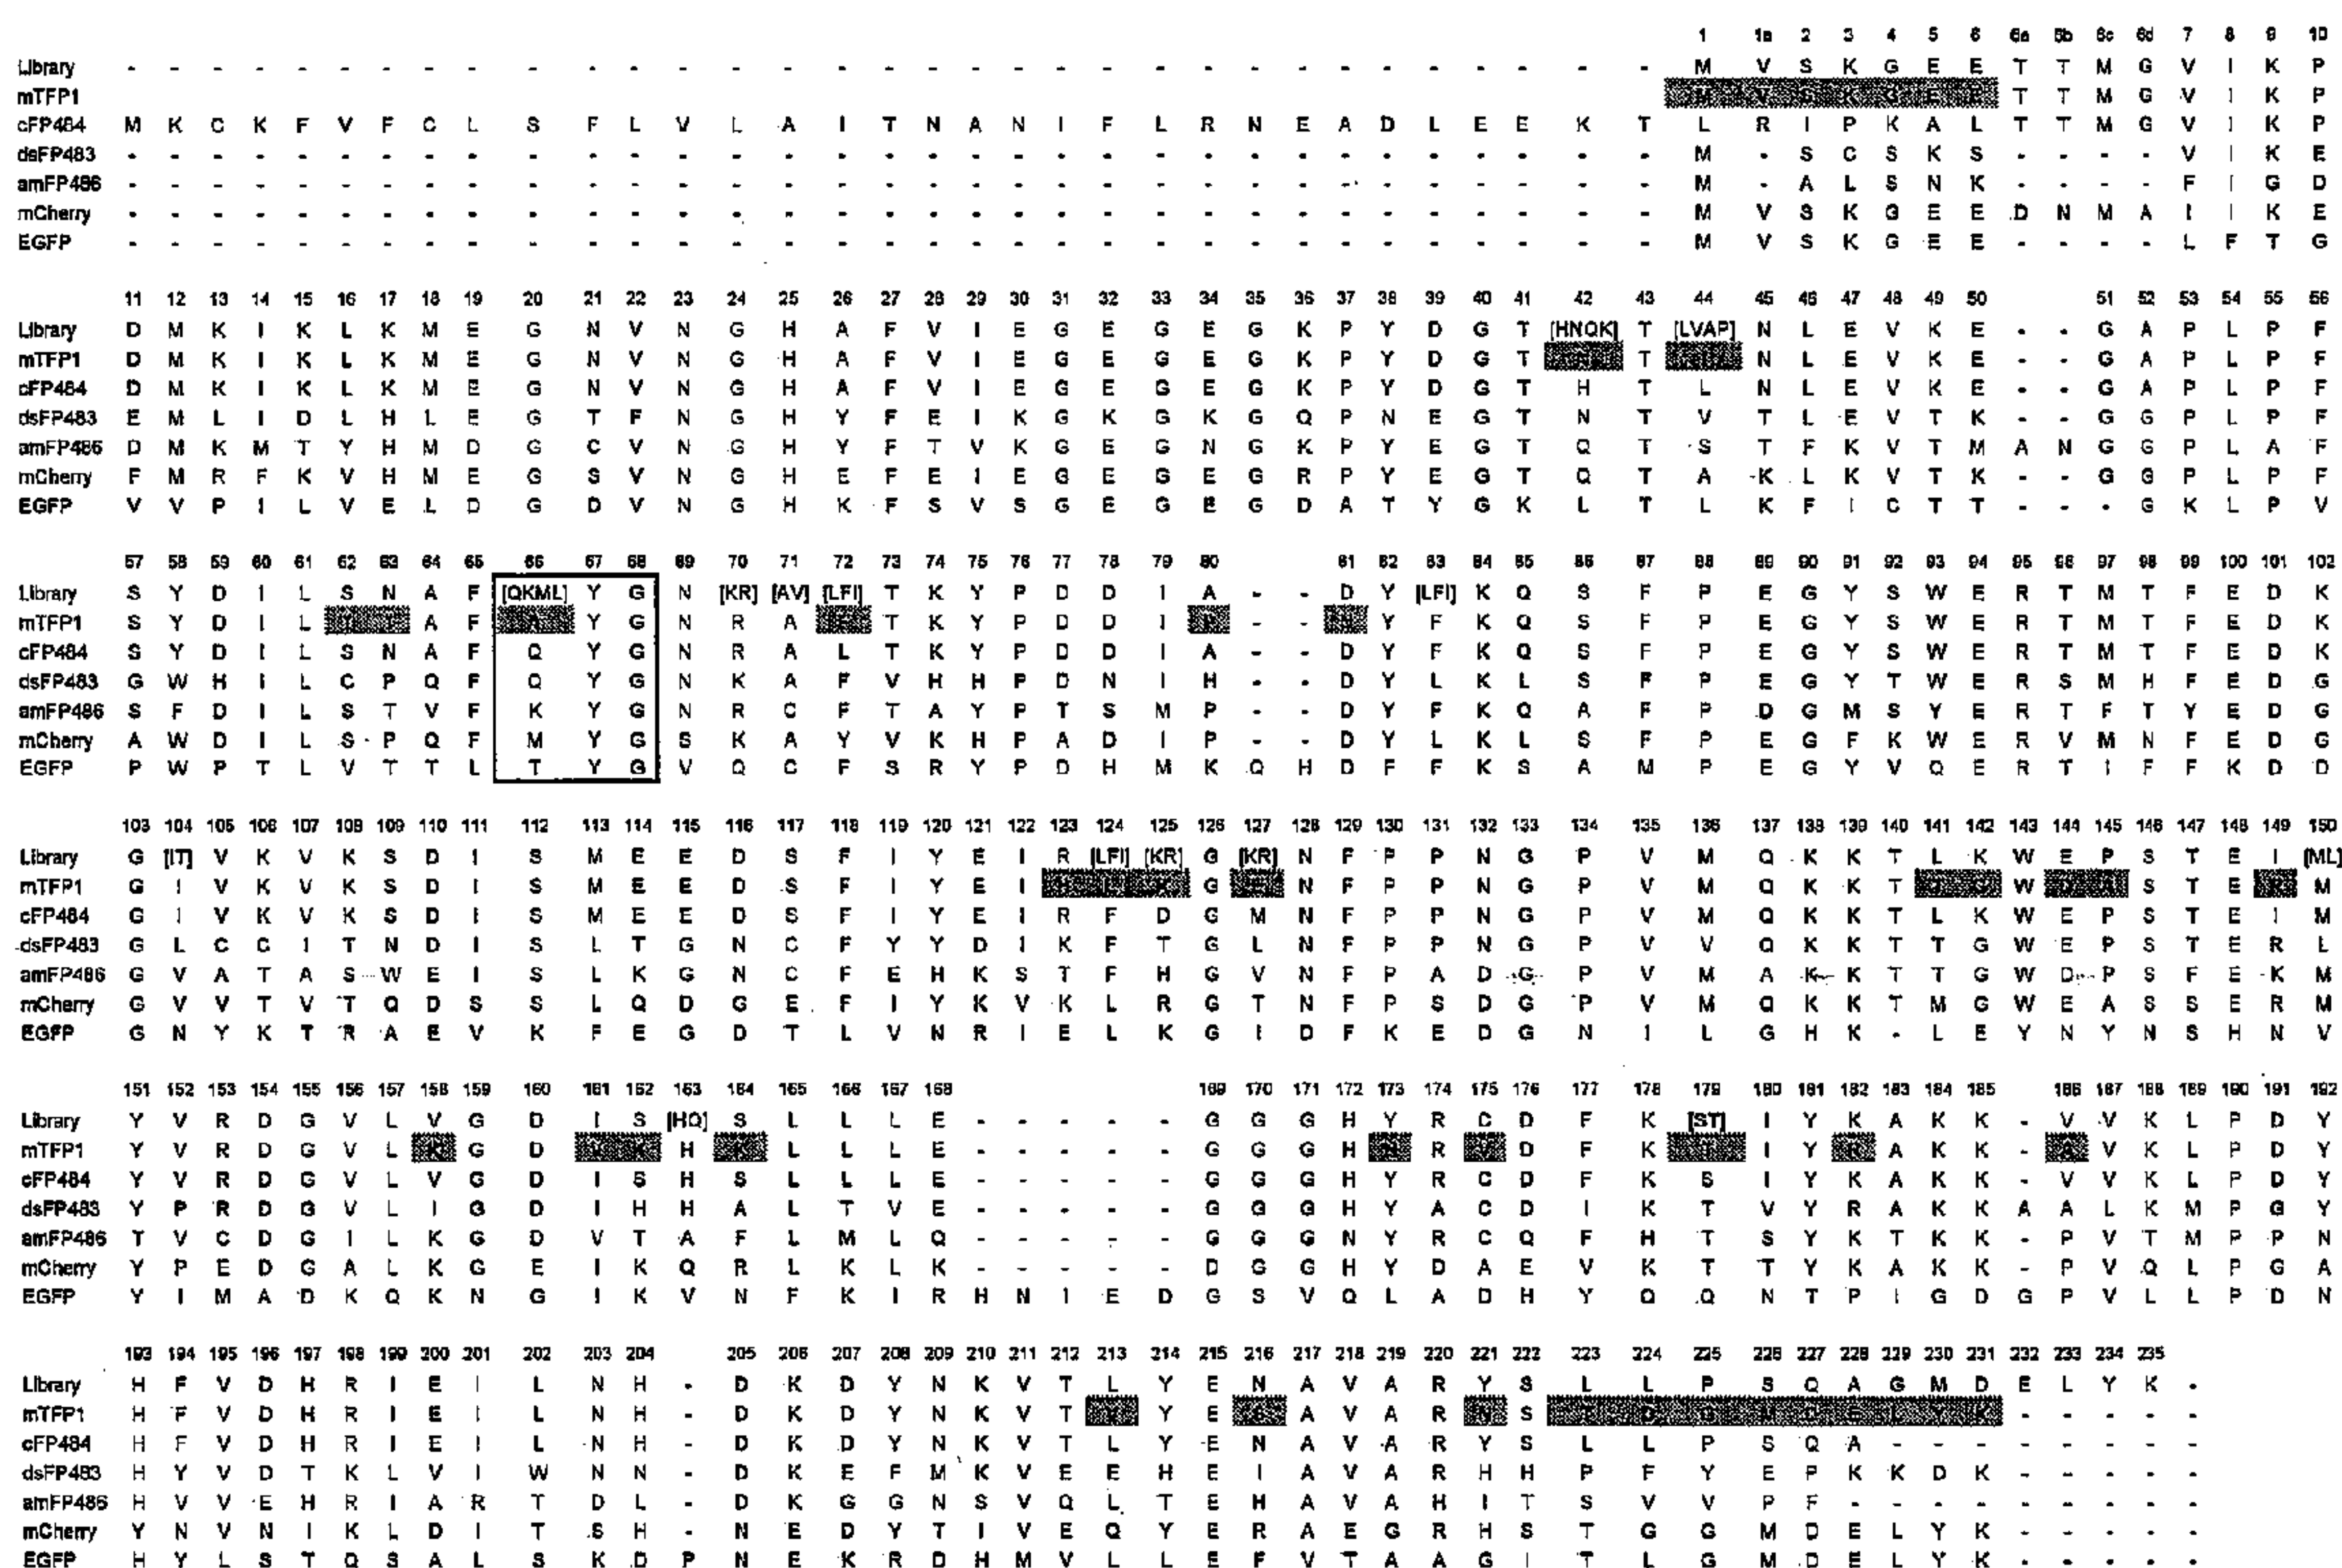 1 1a 2 3 4 5 6 6a 6b 6c 6d 7 8 9 10
Library - - - - - - - - - - - - - - - - - - - - - - - - - - - - - - - - - M V S K G E E T T M G V I K P
mTFP1 M V S K G E E T T M G V I K P
cFP484 M K C K F V F C L S F L V L A I T N A N I F L R N E A D L E E K T L R I P K A L T T M G V I K P
dsFP483 - - - - - - - - - - - - - - - - - - - - - - - - - - - - - - - - - M - S C S K S - - - - V I K E
amFP486 - - - - - - - - - - - - - - - - - - - - - - - - - - - - - - - - - M - A L S N K - - - - F I G D
mCherry - - - - - - - - - - - - - - - - - - - - - - - - - - - - - - - - - M V S K G E E D N M A I I K E
EGFP - - - - - - - - - - - - - - - - - - - - - - - - - - - - - - - - - M V S K G E E - - - - L F T G
11 12 13 14 15 16 17 18 19 20 21 22 23 24 25 26 27 28 29 30 31 32 33 34 35 36 37 38 39 40 41 42 43 44 45 46 47 48 49 50 51 52 53 54 55 56
Library D M K I K L K M E G N V N G H A F V I E G E G E G K P Y D G T [HNQK] T [LVAP] N L E V K E - - G A P L P F
mTFP1 D M K I K L K M E G N V N G H A F V I E G E G E G K P Y D G T T N L E V K E - - G A P L P F
cFP484 D M K I K L K M E G N V N G H A F V I E G E G E G K P Y D G T H T L N L E V K E - - G A P L P F
dsFP483 E M L I D L H L E G T F N G H Y F E I K G K G K G Q P N E G T N T V T L E V T K - - G G P L P F
amFP486 D M K M T Y H M D G C V N G H Y F T V K G E G N G K P Y E G T Q T S T F K V T M A N G G P L A F
mCherry F M R F K V H M E G S V N G H E F E I E G E G E G R P Y E G T Q T A K L K V T K - - G G P L P F
EGFP V V P I L V E L D G D V N G H K F S V S G E G E G D A T Y G K L T L K F I C T T - - - G K L P V
57 58 59 60 61 62 63 64 65 66 67 68 69 70 71 72 73 74 75 76 77 78 79 80 81 82 83 84 85 86 87 88 89 90 91 92 93 94 95 96 97 98 99 100 101 102
Library S Y D I L S N A F [QKML] Y G N [KR] [AV] [LFI] T K Y P D D I A - - D Y [LFI] K Q S F P E G Y S W E R T M T F E D K
mTFP1 S Y D I L A F A Y G N R A F T K Y P D D I P - - Y F K Q S F P E G Y S W E R T M T F E D K
cFP484 S Y D I L S N A F Q Y G N R A L T K Y P D D I A - - D Y F K Q S F P E G Y S W E R T M T F E D K
dsFP483 G W H I L C P Q F Q Y G N K A F V H H P D N I H - - D Y L K L S F P E G Y T W E R S M H F E D G
amFP486 S F D I L S T V F K Y G N R C F T A Y P T S M P - - D Y F K Q A F P D G M S Y E R T F T Y E D G
mCherry A W D I L S P Q F M Y G S K A Y V K H P A D I P - - D Y L K L S F P E G F K W E R V M N F E D G
EGFP P W P T L V T T L T Y G V Q C F S R Y P D H M K Q H D F F K S A M P E G Y V Q E R T I F F K D D
103 104 105 106 107 108 109 110 111 112 113 114 115 116 117 118 119 120 121 122 123 124 125 126 127 128 129 130 131 132 133 134 135 136 137 138 139 140 141 142 143 144 145 146 147 148 149 150
Library G [IT] V K V K S D I S M E E D S F I Y E I R [LFI] [KR] G [KR] N F P P N G P V M Q K K T L K W E P S T E I [ML]
mTFP1 G I V K V K S D I S M E E D S F I Y E I L K G E N F P P N G P V M Q K K T G W A S T E R M
cFP484 G I V K V K S D I S M E E D S F I Y E I R F D G M N F P P N G P V M Q K K T L K W E P S T E I M
dsFP483 G L C C I T N D I S L T G N C F Y Y D I K F T G L N F P P N G P V V Q K K T T G W E P S T E R L
amFP486 G V A T A S W E I S L K G N C F E H K S T F H G V N F P A D G P V M A K K T T G W D P S F E K M
mCherry G V V T V T Q D S S L Q D G E F I Y K V K L R G T N F P S D G P V M Q K K T M G W E A S S E R M
EGFP G N Y K T R A E V K F E G D T L V N R I E L K G I D F K E D G N I L G H K - L E Y N Y N S H N V
151 152 153 154 155 156 157 158 159 160 161 162 163 164 165 166 167 168 169 170 171 172 173 174 175 176 177 178 179 180 181 182 183 184 185 186 187 188 189 190 191 192
Library Y V R D G V L V G D I S [HQ] S L L L E - - - - - G G G H Y R C D F K [ST] I Y K A K K - V V K L P D Y
mTFP1 Y V R D G V L K G D V K H K L L L E - - - - - G G G H N R V D F K I Y R A K K - A V K L P D Y
cFP484 Y V R D G V L V G D I S H S L L L E - - - - - G G G H Y R C D F K S I Y K A K K - V V K L P D Y
dsFP483 Y P R D G V L I G D I H H A L T V E - - - - - G G G H Y A C D I K T V Y R A K K A A L K M P G Y
amFP486 T V C D G I L K G D V T A F L M L Q - - - - - G G G N Y R C Q F H T S Y K T K K - P V T M P P N
mCherry Y P E D G A L K G E I K Q R L K L K - - - - - D G G H Y D A E V K T T Y K A K K - P V Q L P G A
EGFP Y I M A D K Q K N G I K V N F K I R H N I E D G S V Q L A D H Y Q Q N T P I G D G P V L L P D N
193 194 195 196 197 198 199 200 201 202 203 204 205 206 207 208 209 210 211 212 213 214 215 216 217 218 219 220 221 222 223 224 225 226 227 228 229 230 231 232 233 234 235
Library H F V D H R I E I L N H - D K D Y N K V T L Y E N A V A R Y S L L P S Q A G M D E L Y K -
mTFP1 H F V D H R I E I L N H - D K D Y N K V T Y E A V A R S G M D E L Y K - - - - -
cFP484 H F V D H R I E I L N H - D K D Y N K V T L Y E N A V A R Y S L L P S Q A - - - - - - - -
dsFP483 H Y V D T K L V I W N N - D K E F M K V E E H E I A V A R H H P F Y E P K K D K - - - - -
amFP486 H V V E H R I A R T D L - D K G G N S V Q L T E H A V A H I T S V V P F - - - - - - - - -
mCherry Y N V N I K L D I T S H - N E D Y T I V E Q Y E R A E G R H S T G G M D E L Y K - - - - -
EGFP H Y L S T Q S A L S K D P N E K R D H M V L L E F V T A A G I T L G M D E L Y K - - - - -